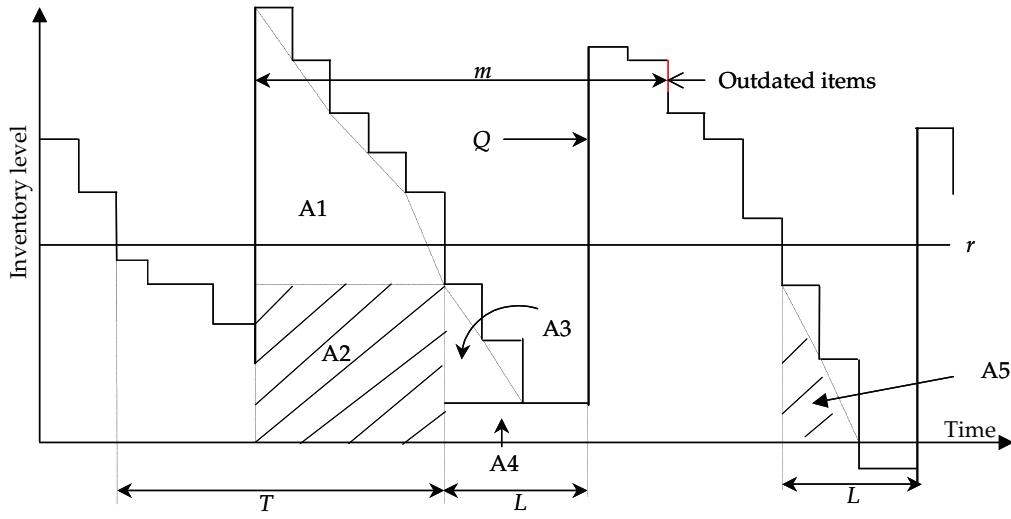 Inventory level
m
Outdated items
Q
A1
r
A2
A3
A5
Time
A4
T
L
L